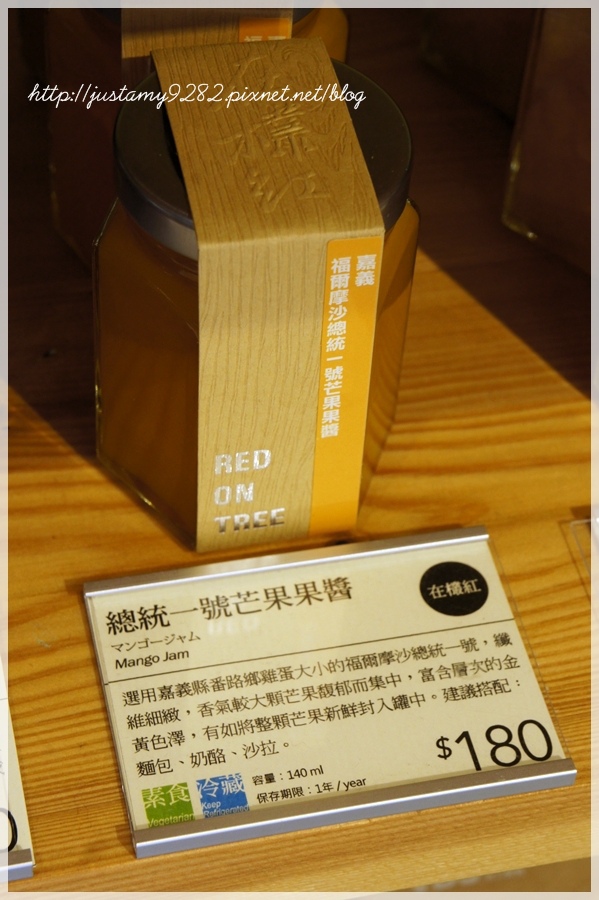 http://justamy9282.pixnet.net/blog
在欉紅
嘉義
福爾摩沙總統一號芒果果醬
RED
ON
TREE
總統一號芒果果醬
マンゴージャム
Mango Jam
在欉紅
選用嘉義縣番路鄉雞蛋大小的福爾摩沙總統一號，纖
維細緻，香氣較大顆芒果馥郁而集中，富含層次的金
黃色澤，有如將整顆芒果新鮮封入罐中。建議搭配：
麵包、奶酪、沙拉。
$180
素食
Vegetarian
冷藏
Keep
Refrigerated
容量：140 ml
保存期限：1年 / year